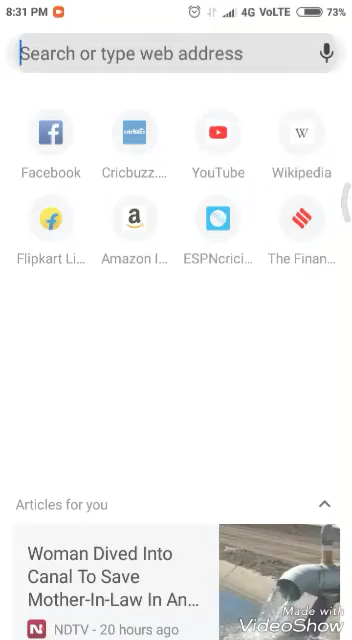 8:31 PM 4G VoLTE 73%
Search or type web address
Facebook Cricbuzz.... YouTube Wikipedia
Flipkart Li... Amazon I... ESPNcrici... The Finan...
Articles for you
Woman Dived Into
Canal To Save
Mother-In-Law In An...
N NDTV - 20 hours ago
Made with
VideoShow